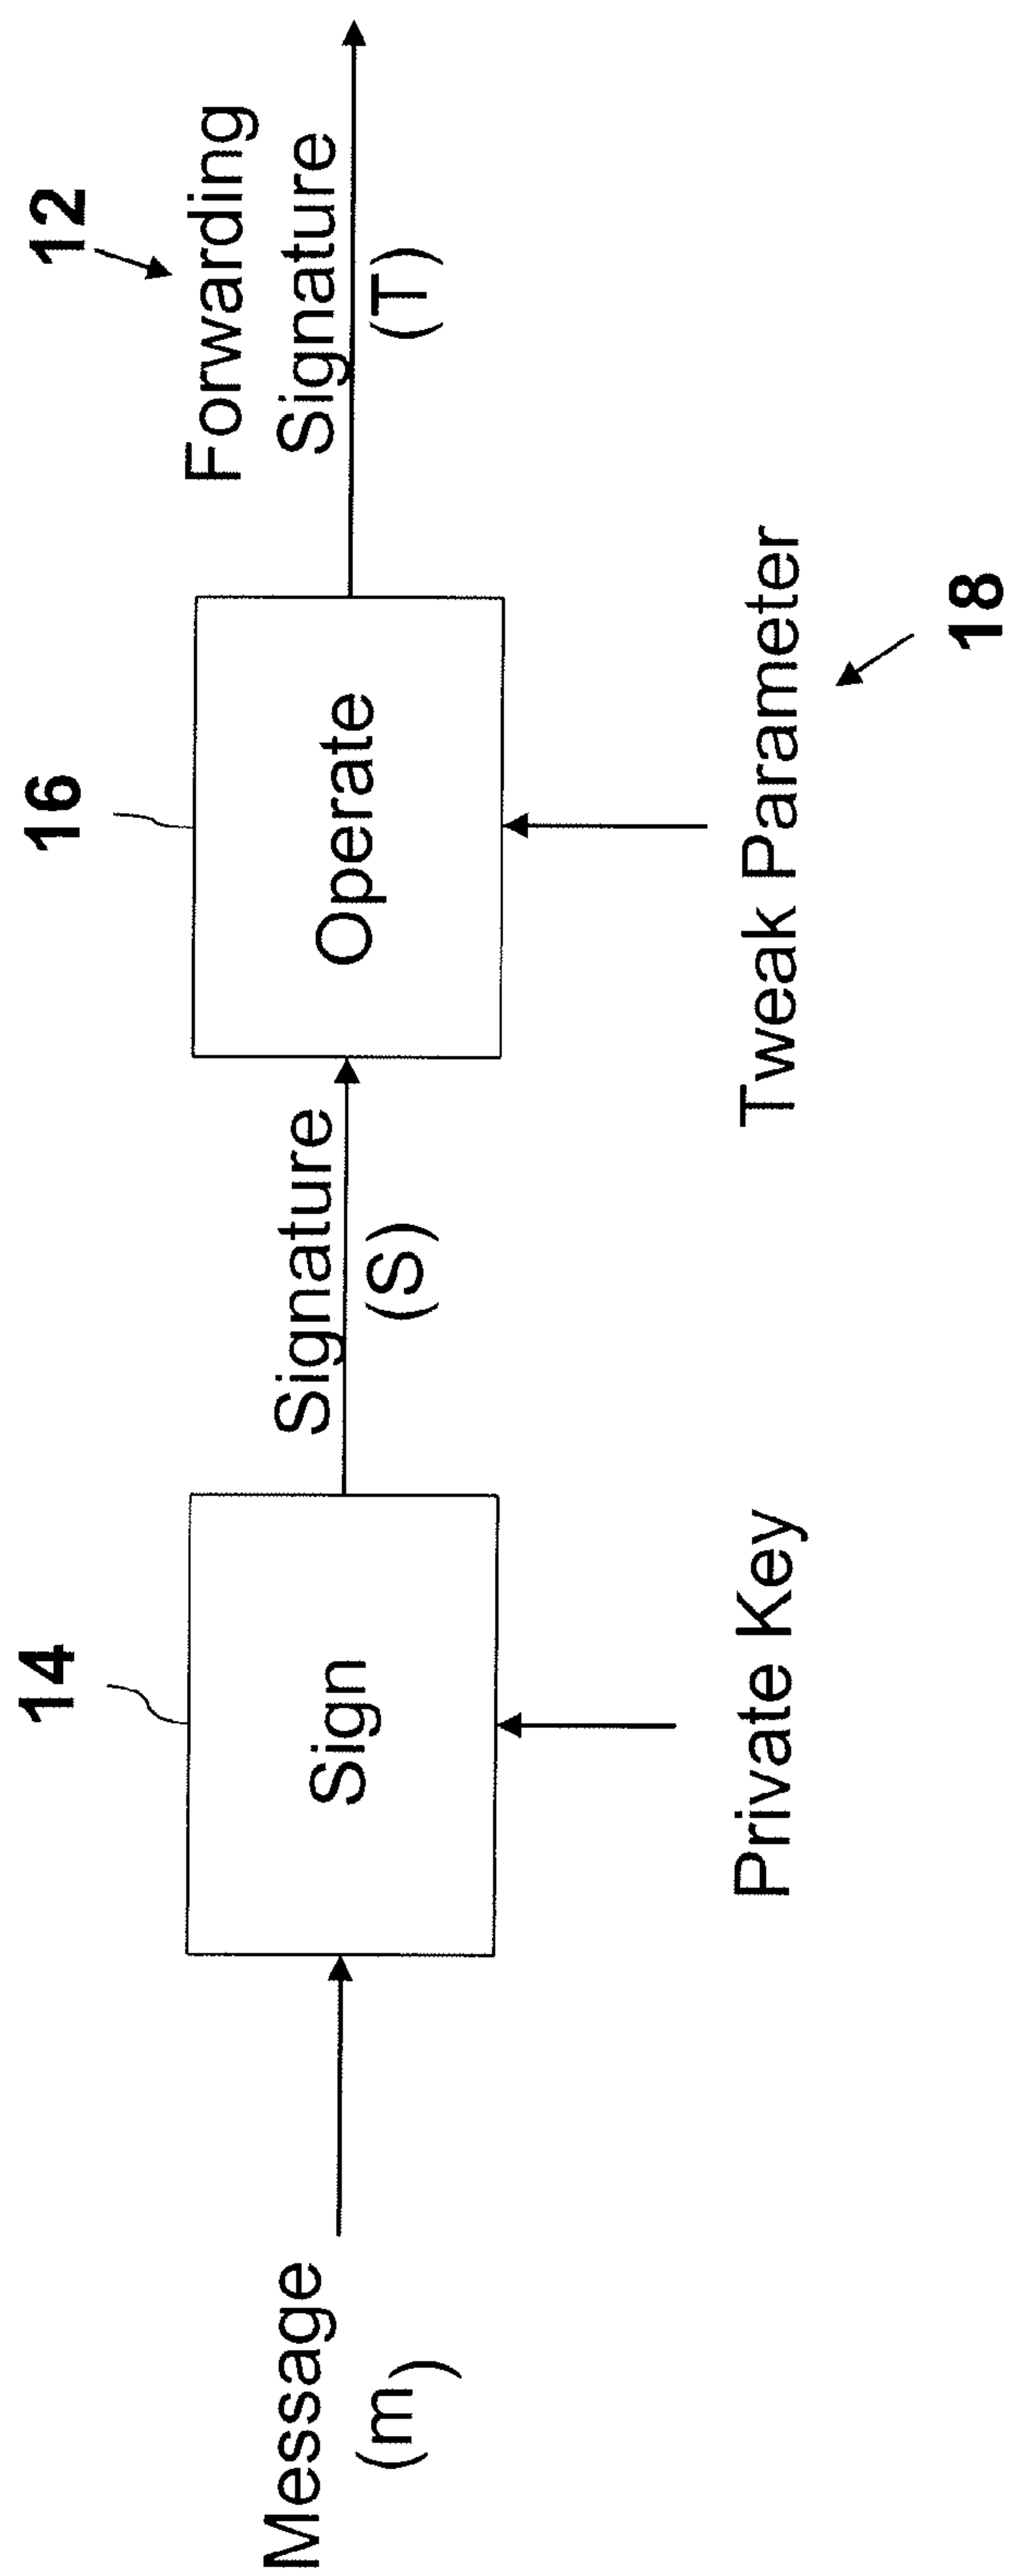 12
16
14
Forwarding
Signature
(T)
Signature
(S)
Message
(m)
Sign
Operate
Private Key
Tweak Parameter
18